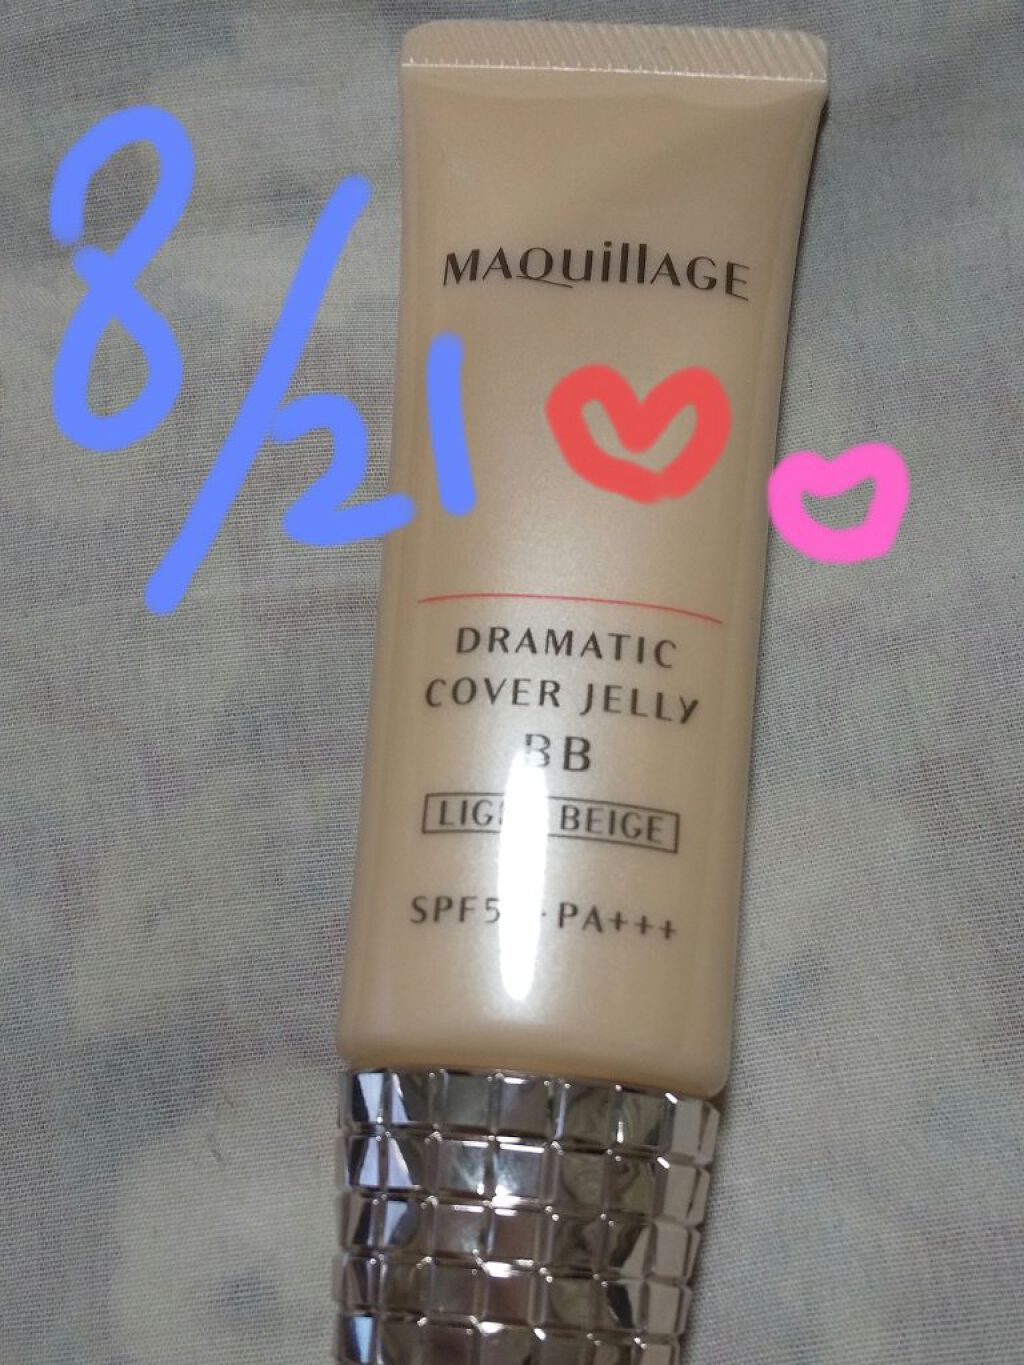 8/21
MAQuillAGE
DRAMATIC
COVER JELLY
BB
BEIGE
PA+++